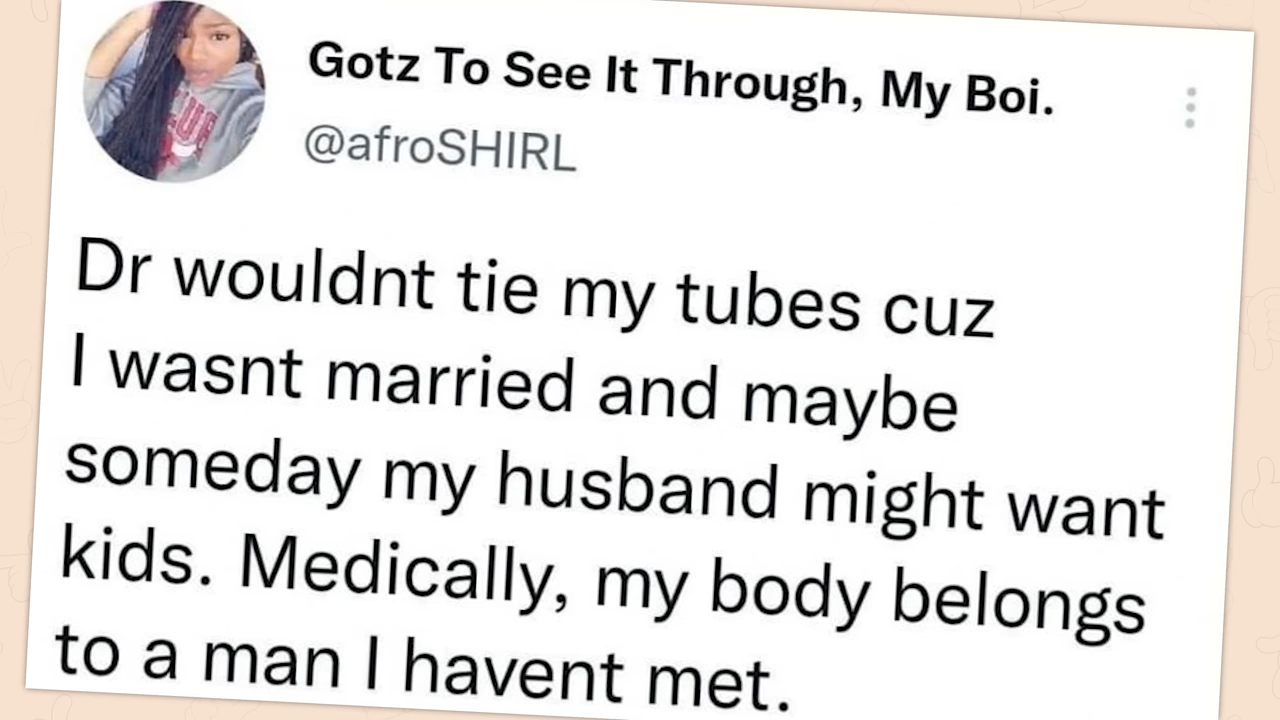 Gotz To See It Through, My Boi.
@afroSHIRL
Dr wouldnt tie my tubes cuz
I wasnt married and maybe
someday my husband might want
kids. Medically, my body belongs
to a man I havent met.